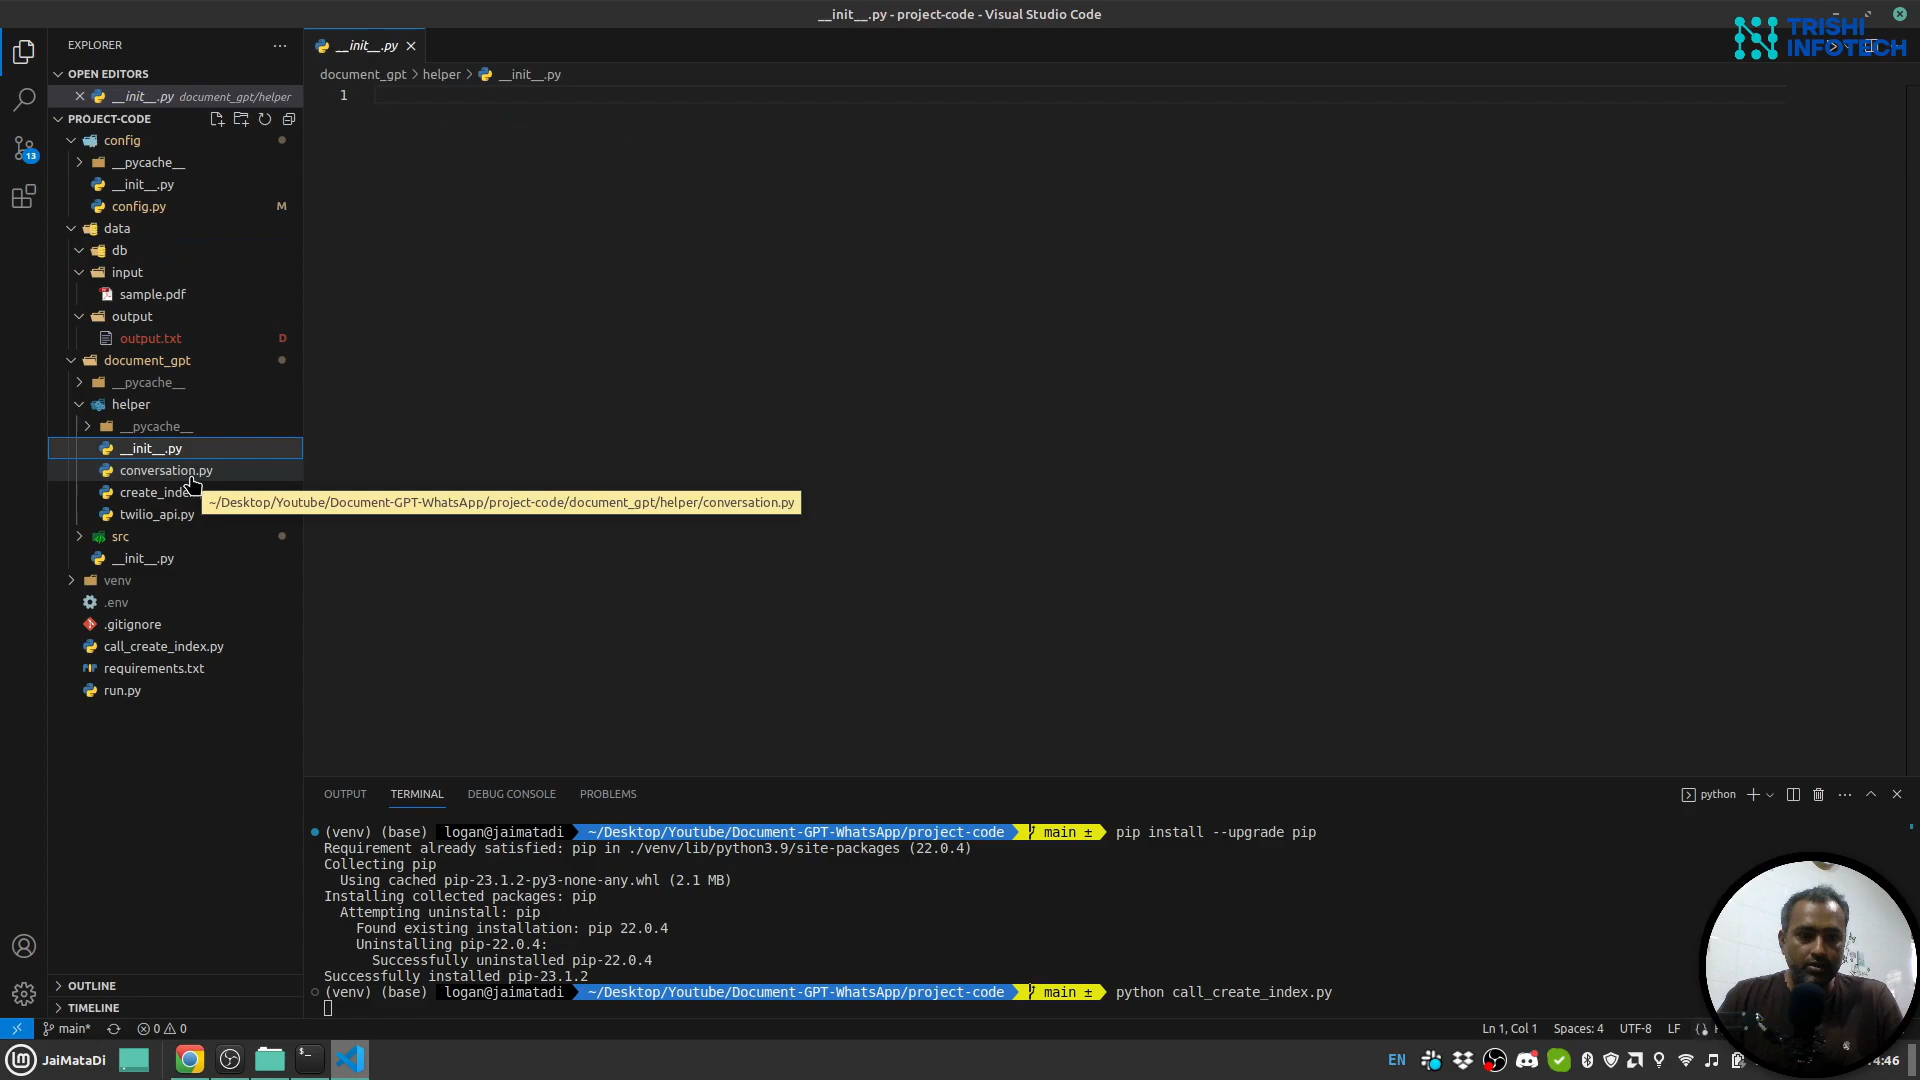 __init__.py - project-code - Visual Studio Code
TRISHI
INFOTECH
EXPLORER
OPEN EDITORS
__init__.py document_gpt/helper
PROJECT-CODE
config
__pycache__
__init__.py
config.py M
data
db
input
sample.pdf
output
output.txt D
document_gpt
__pycache__
helper
__pycache__
__init__.py
conversation.py
create_inde
twilio_api.py
src
__init__.py
venv
.env
.gitignore
call_create_index.py
requirements.txt
run.py
OUTLINE
TIMELINE
13
__init__.py
document_gpt > helper > __init__.py
1
~/Desktop/Youtube/Document-GPT-WhatsApp/project-code/document_gpt/helper/conversation.py
OUTPUT TERMINAL DEBUG CONSOLE PROBLEMS
python
(venv) (base) logan@jaimatadi ~/Desktop/Youtube/Document-GPT-WhatsApp/project-code main ± pip install --upgrade pip
Requirement already satisfied: pip in ./venv/lib/python3.9/site-packages (22.0.4)
Collecting pip
Using cached pip-23.1.2-py3-none-any.whl (2.1 MB)
Installing collected packages: pip
Attempting uninstall: pip
Found existing installation: pip 22.0.4
Uninstalling pip-22.0.4:
Successfully uninstalled pip-22.0.4
Successfully installed pip-23.1.2
(venv) (base) logan@jaimatadi ~/Desktop/Youtube/Document-GPT-WhatsApp/project-code main ± python call_create_index.py
main* 0 0
Ln 1, Col 1 Spaces: 4 UTF-8 LF
JaiMataDi
EN
4:46